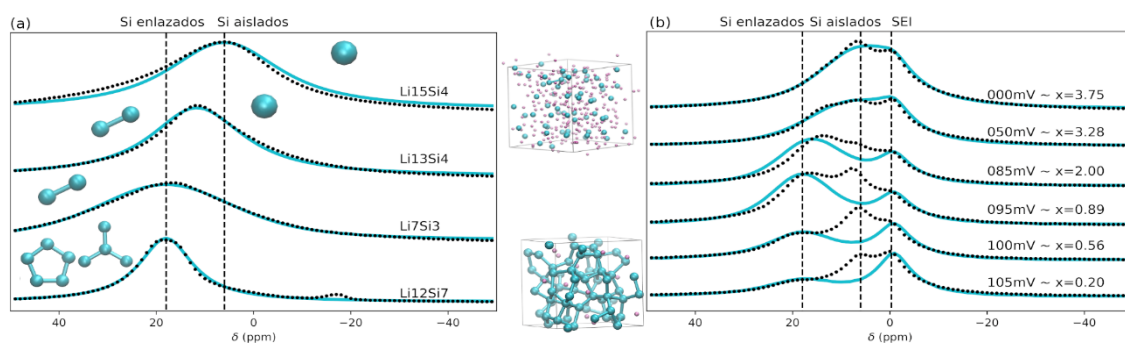 (a)
Si enlazados Si aislados
Li15Si4
Li13Si4
Li7Si3
Li12Si7
40 20 0 −20 −40
δ (ppm)
(b)
Si enlazados Si aislados SEI
000mV ~ x=3.75
050mV ~ x=3.28
085mV ~ x=2.00
095mV ~ x=0.89
100mV ~ x=0.56
105mV ~ x=0.20
40 20 0 −20 −40
δ (ppm)